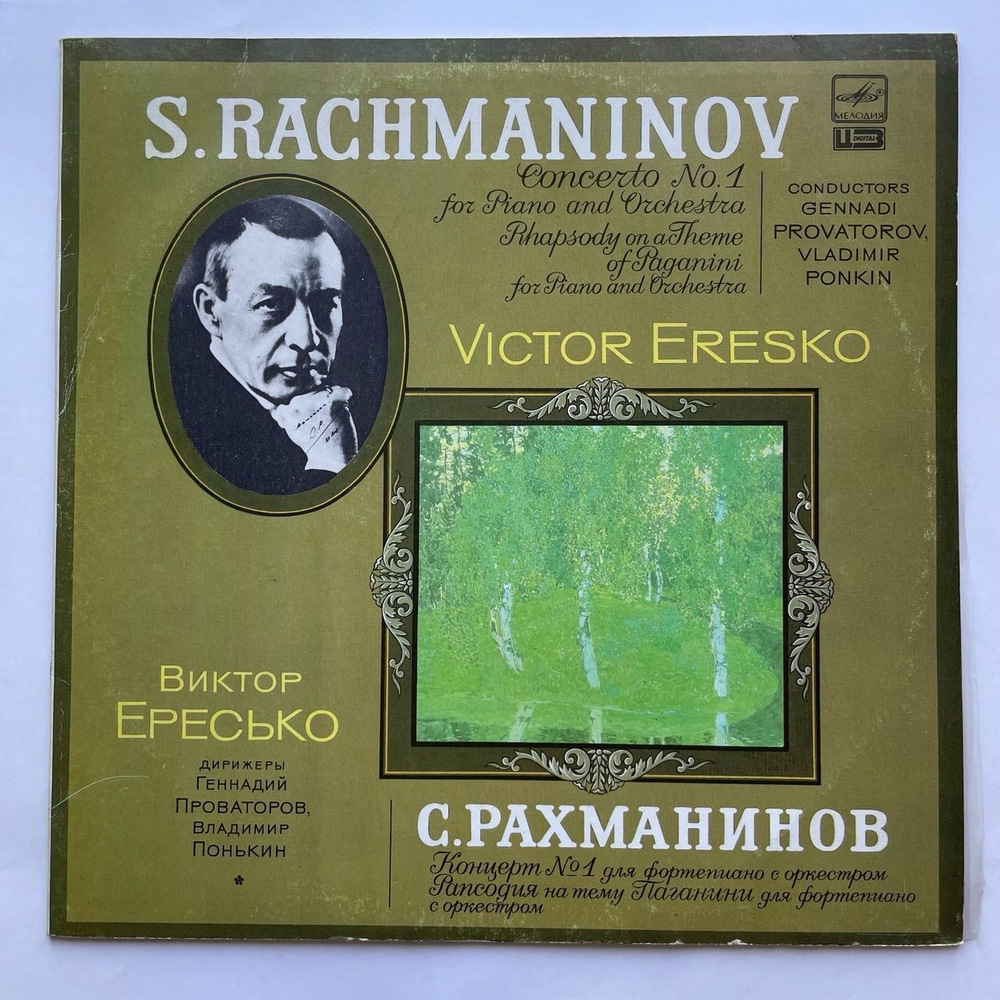 S.RACHMANINOV
Concerto No.1
for Piano and Orchestra
Rhapsody on a Theme
of Paganini
for Piano and Orchestra
CONDUCTORS
GENNADI
PROVATOROV,
VLADIMIR
PONKIN
МЕЛОДИЯ
DIGITAL
VICTOR ERESKO
ВИКТОР
ЕРЕСЬКО
ДИРИЖЕРЫ
ГЕННАДИЙ
ПРОВАТОРОВ,
ВЛАДИМИР
ПОНЬКИН
С.РАХМАНИНОВ
Концерт №1 для фортепиано с оркестром
Рапсодия на тему Паганини для фортепиано
с оркестром